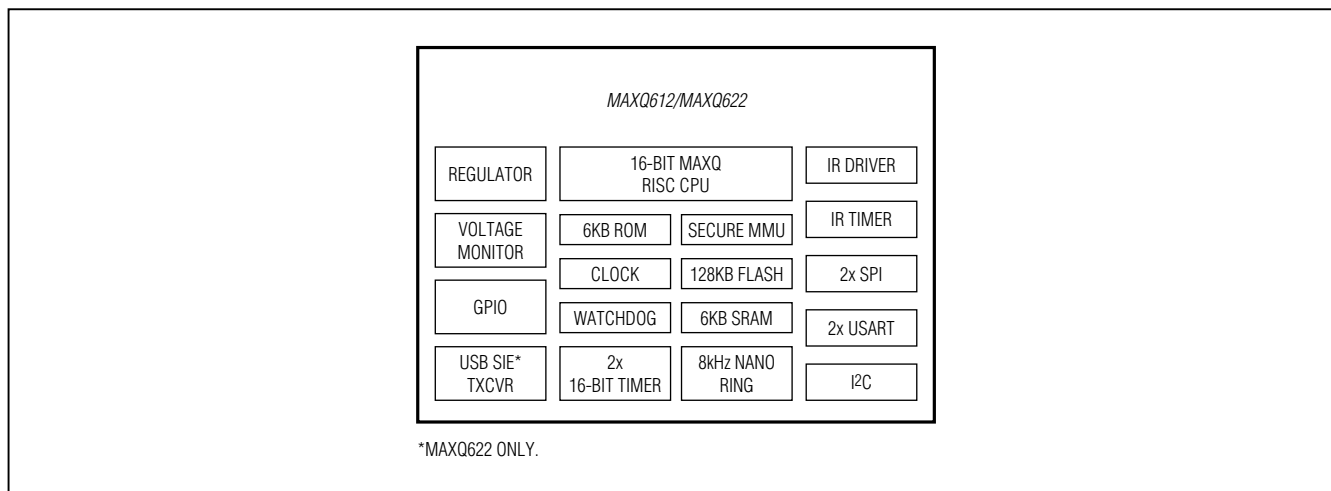 MAXQ612/MAXQ622
REGULATOR
VOLTAGE
MONITOR
GPIO
USB SIE*
TXCVR
16-BIT MAXQ
RISC CPU
6KB ROM
SECURE MMU
CLOCK
128KB FLASH
WATCHDOG
6KB SRAM
2x
16-BIT TIMER
8kHz NANO
RING
IR DRIVER
IR TIMER
2x SPI
2x USART
I2C
*MAXQ622 ONLY.